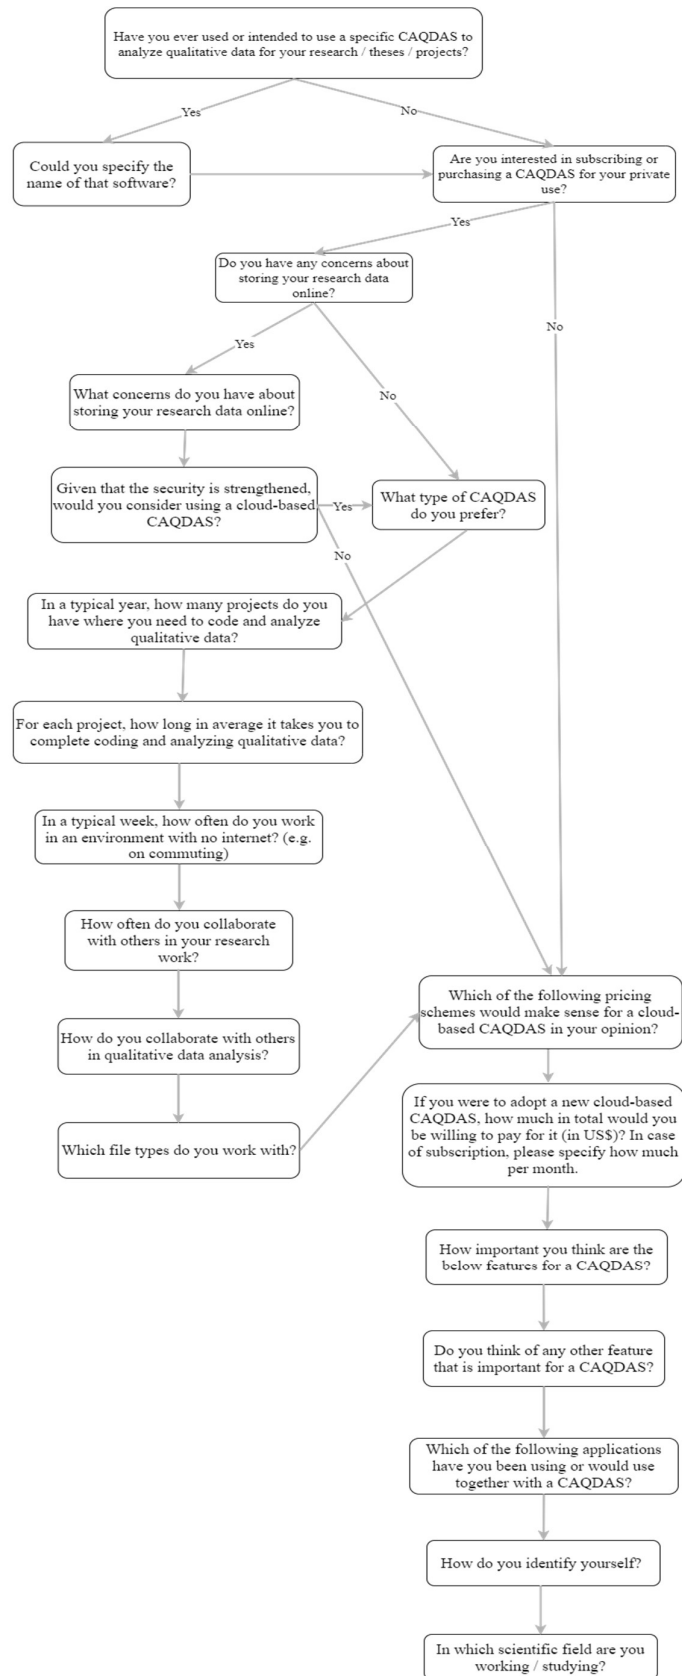 Have you ever used or intended to use a specific CAQDAS to
analyze qualitative data for your research / theses / projects?
Yes
No
Could you specify the
name of that software?
Are you interested in subscribing or
purchasing a CAQDAS for your private
use?
Yes
Do you have any concerns about
storing your research data
online?
No
Yes
What concerns do you have about
storing your research data online?
No
Given that the security is strengthened,
would you consider using a cloud-based
CAQDAS?
Yes
What type of CAQDAS
do you prefer?
No
In a typical year, how many projects do you
have where you need to code and analyze
qualitative data?
For each project, how long in average it takes you to
complete coding and analyzing qualitative data?
In a typical week, how often do you work
in an environment with no internet? (e.g.
on commuting)
How often do you collaborate
with others in your research
work?
How do you collaborate with others
in qualitative data analysis?
Which file types do you work with?
Which of the following pricing
schemes would make sense for a cloud-
based CAQDAS in your opinion?
If you were to adopt a new cloud-based
CAQDAS, how much in total would you
be willing to pay for it (in US$)? In case
of subscription, please specify how much
per month.
How important you think are the
below features for a CAQDAS?
Do you think of any other feature
that is important for a CAQDAS?
Which of the following applications
have you been using or would use
together with a CAQDAS?
How do you identify yourself?
In which scientific field are you
working / studying?